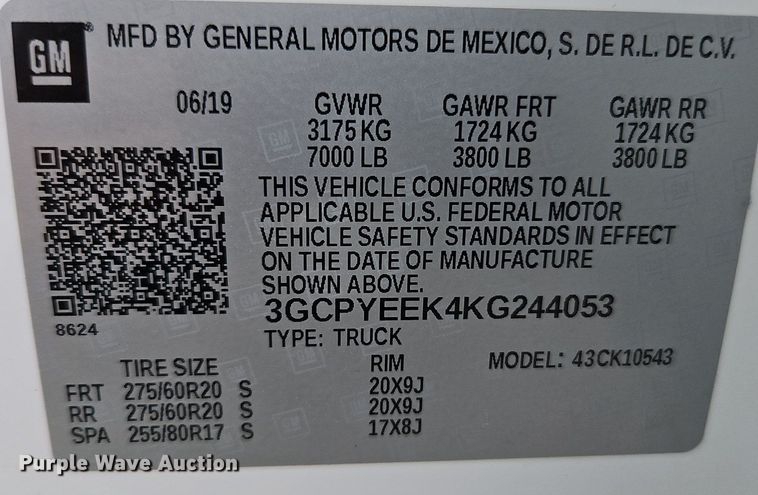 GM MFD BY GENERAL MOTORS DE MEXICO, S. DE R.L. DE C.V.
06/19 GVWR GAWR FRT GAWR RR
3175 KG 1724 KG 1724 KG
7000 LB 3800 LB 3800 LB
THIS VEHICLE CONFORMS TO ALL
APPLICABLE U.S. FEDERAL MOTOR
VEHICLE SAFETY STANDARDS IN EFFECT
ON THE DATE OF MANUFACTURE
SHOWN ABOVE.
3GCPYEEK4KG244053
8624
TYPE: TRUCK
TIRE SIZE RIM MODEL: 43CK10543
FRT 275/60R20 S 20X9J
RR 275/60R20 S 20X9J
SPA 255/80R17 S 17X8J
Purple Wave Auction